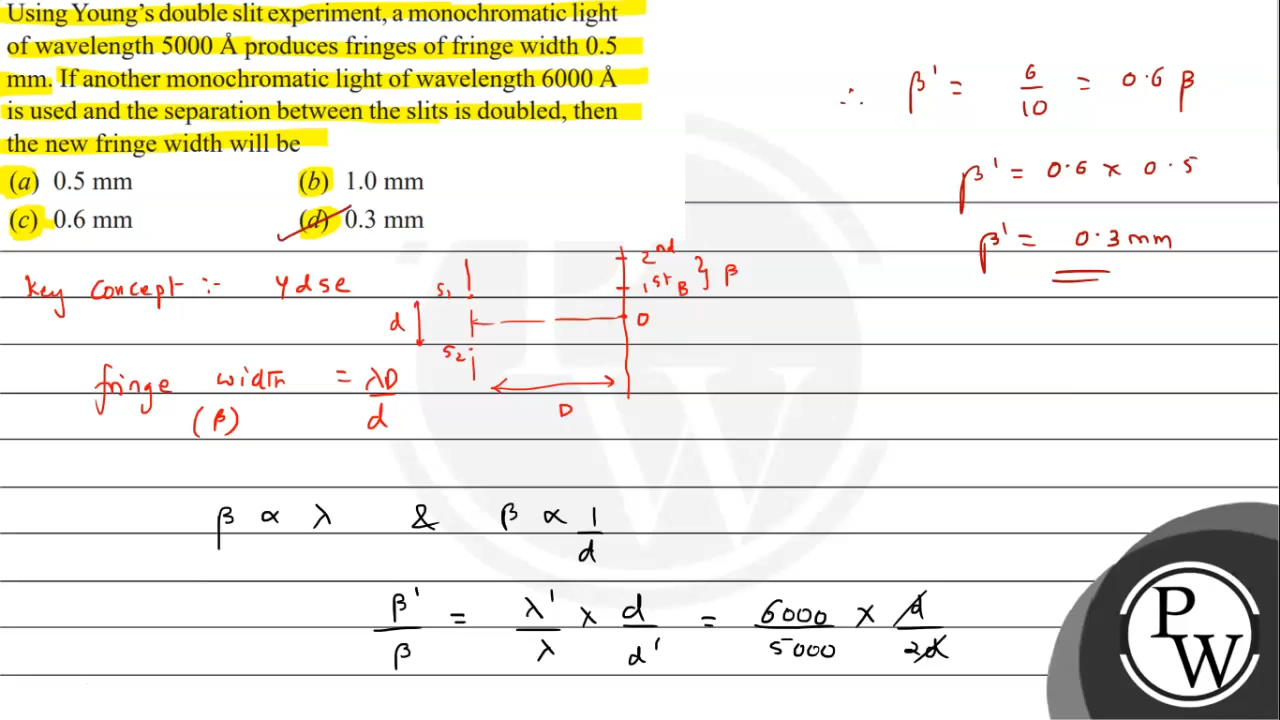 Using Young's double slit experiment, a monochromatic light
of wavelength 5000 Å produces fringes of fringe width 0.5
mm. If another monochromatic light of wavelength 6000 Å
is used and the separation between the slits is doubled, then
the new fringe width will be
(a) 0.5 mm (b) 1.0 mm
(c) 0.6 mm (d) 0.3 mm
∴ β' = 6/10 = 0.6 β
β' = 0.6 × 0.5
β' = 0.3 mm
Key Concept :- Ydse
S₁
d
S₂
2nd
1st B } β
O
D
fringe width = λD/d
(β)
β ∝ λ & β ∝ 1/d
β'/β = λ'/λ × d/d' = 6000/5000 × d/2d
PW
PW